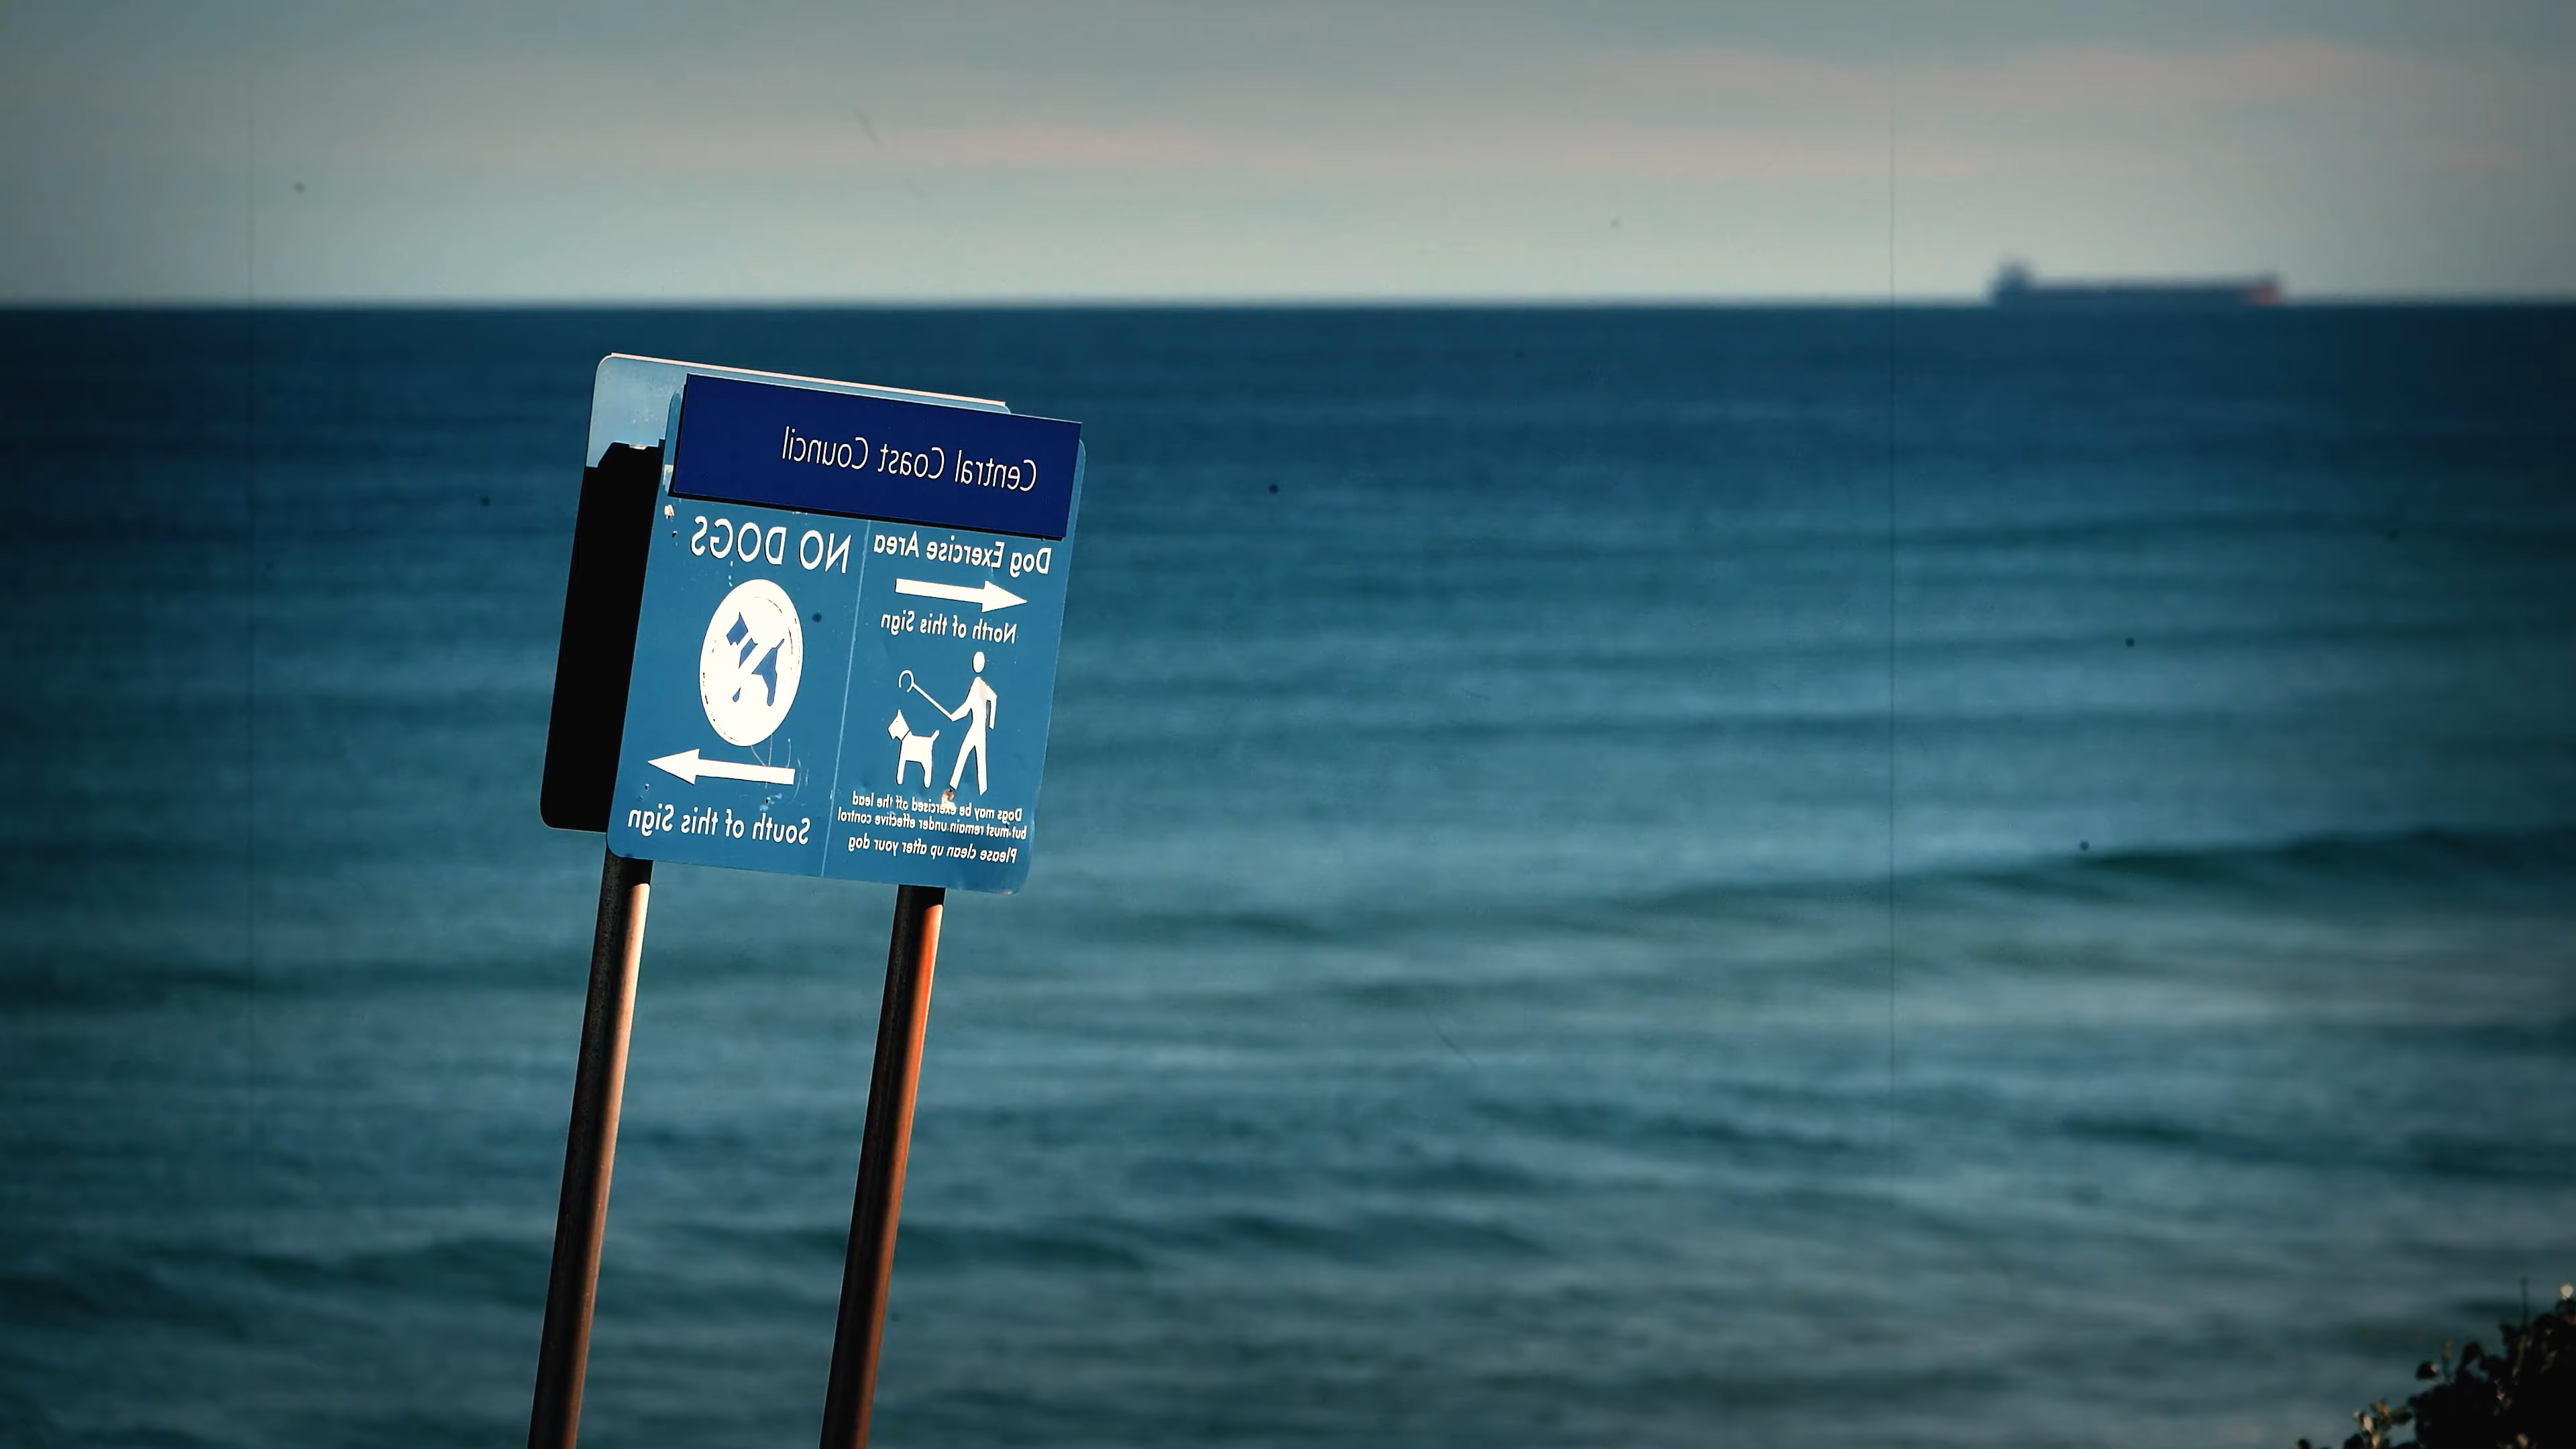 Central Coast Council
Dog Exercise Area
North of this Sign
Dogs may be exercised off the lead
but must remain under effective control
Please clean up after your dog
NO DOGS
South of this Sign